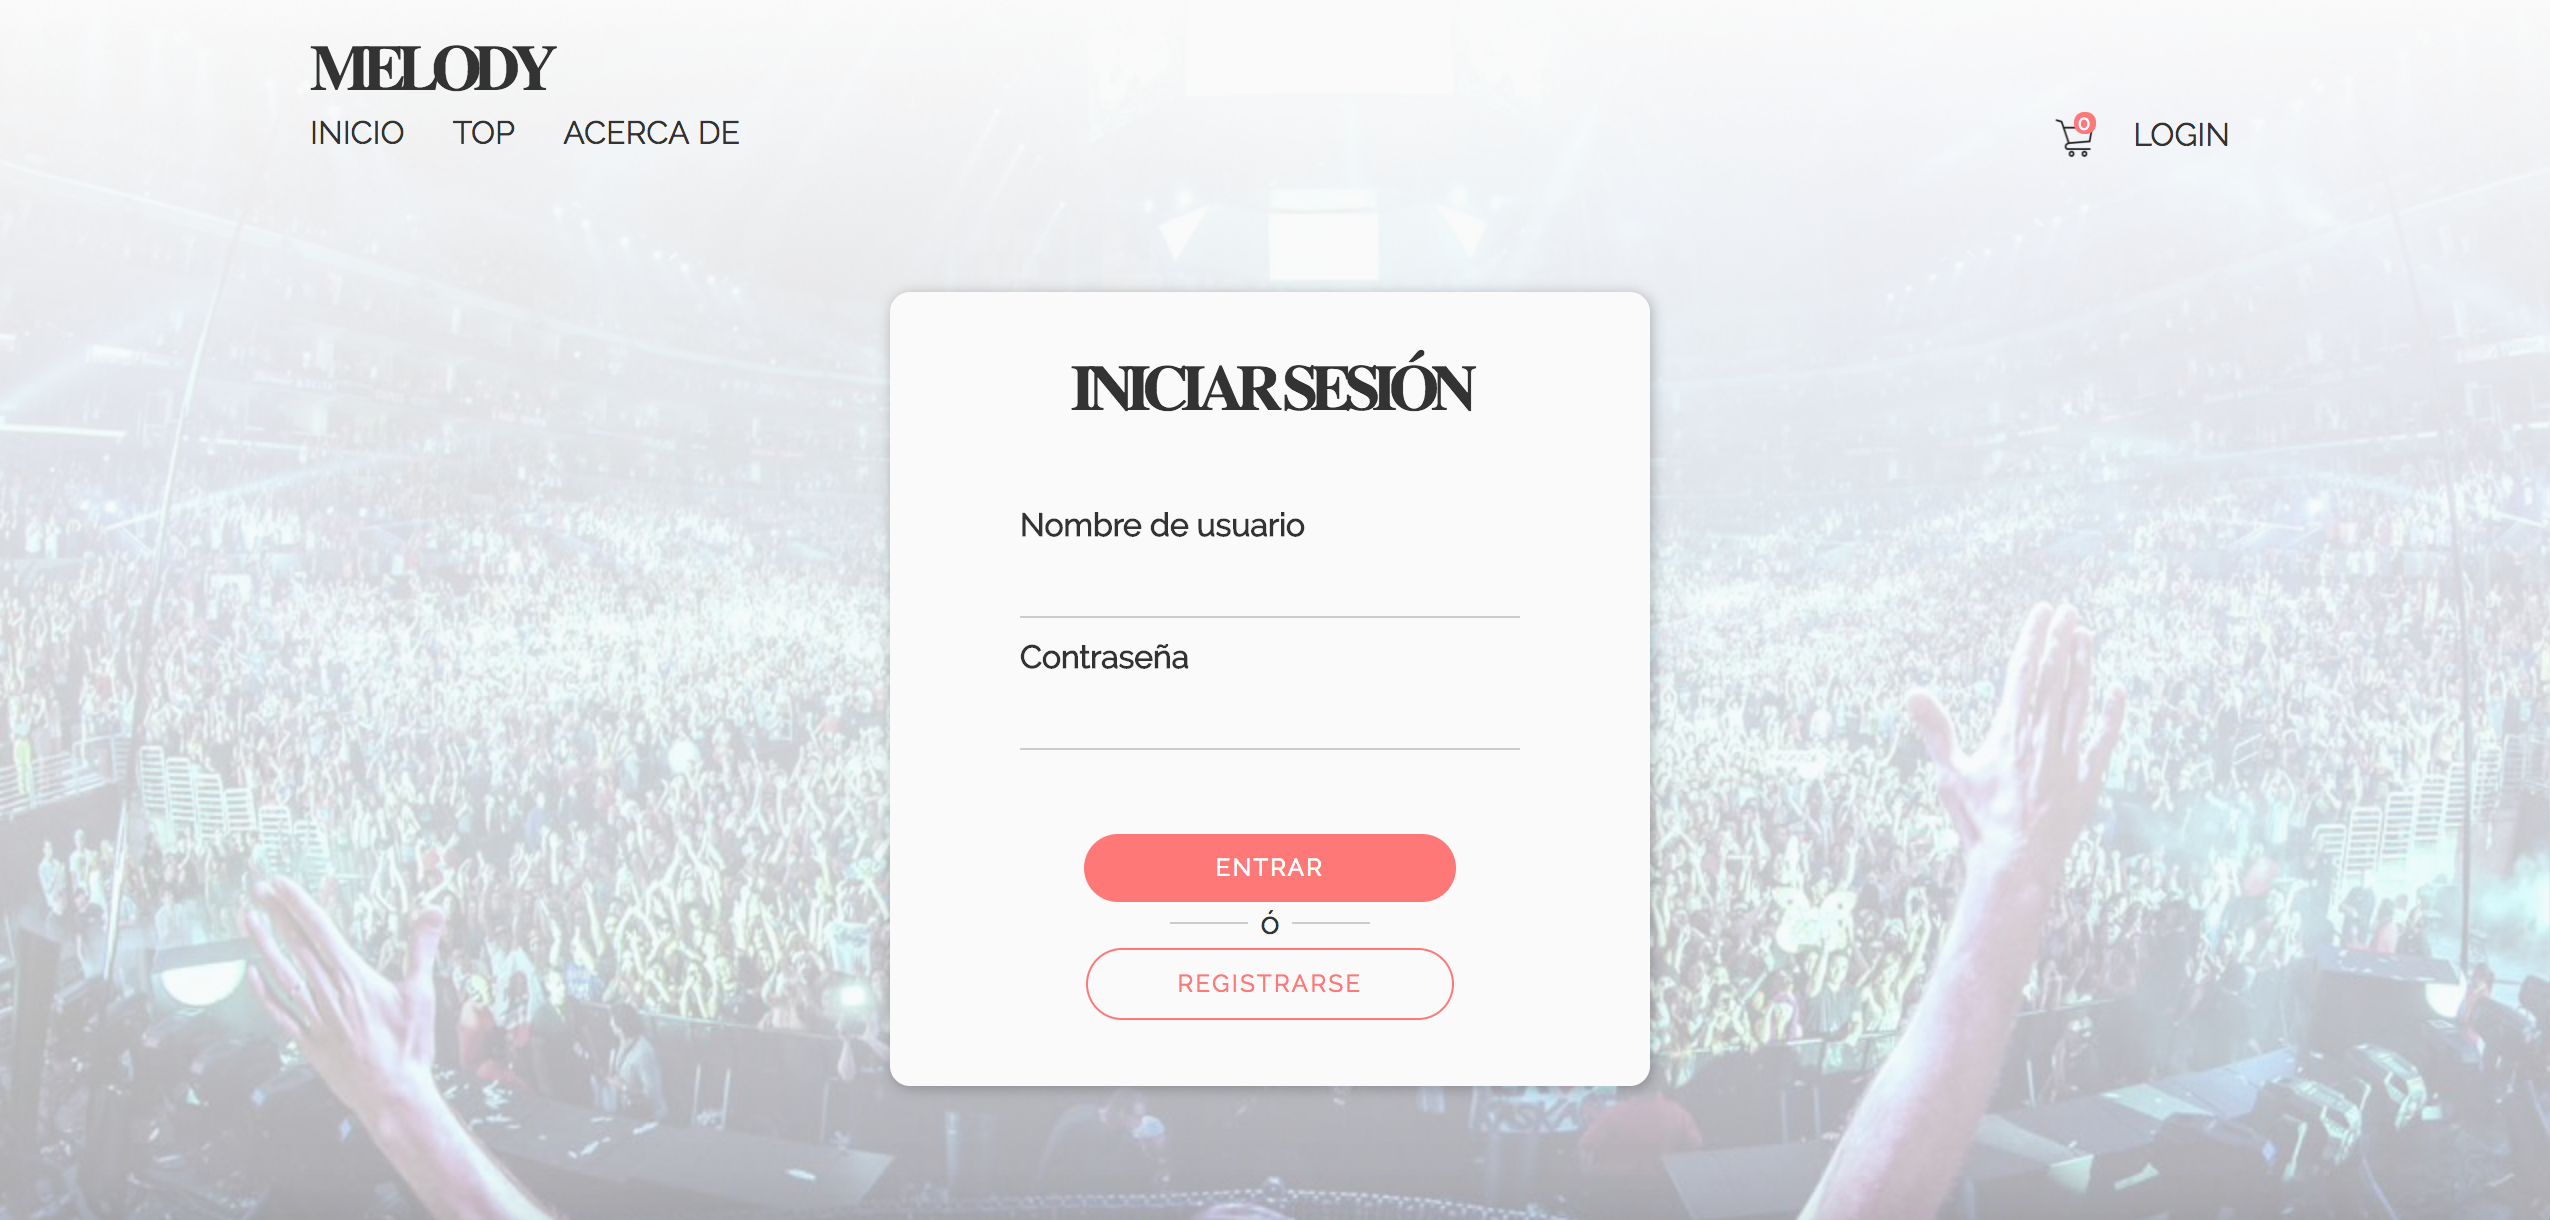 MELODY
INICIO TOP ACERCA DE
0 LOGIN
INICIAR SESIÓN
Nombre de usuario
Contraseña
ENTRAR
Ó
REGISTRARSE